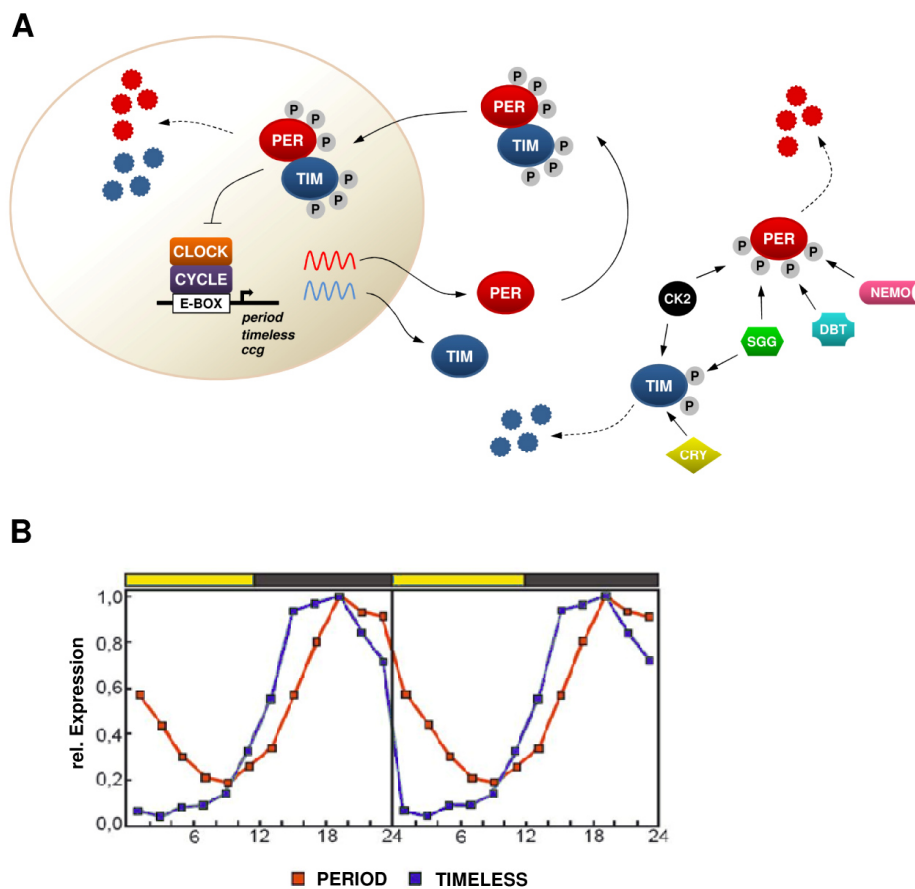 A
P
P
PER
P
TIM
P
P
P
P
P
PER
P
TIM
P
P
P
CLOCK
CYCLE
E-BOX
period
timeless
ccg
PER
TIM
PER
P
P
P
P
CK2
NEMO
DBT
SGG
TIM
P
P
CRY
B
rel. Expression
1,0
0,8
0,6
0,4
0,2
0,0
6
12
18
24
6
12
18
24
PERIOD
TIMELESS